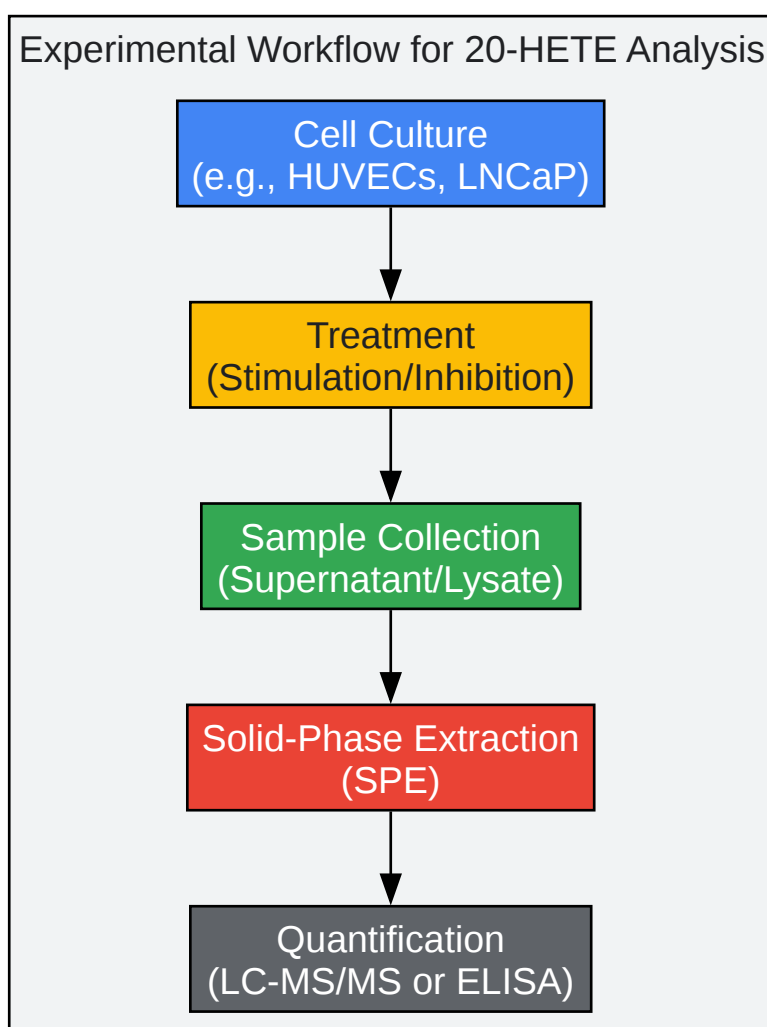 Experimental Workflow for 20-HETE Analysis
Cell Culture
(e.g., HUVECs, LNCaP)
Treatment
(Stimulation/Inhibition)
Sample Collection
(Supernatant/Lysate)
Solid-Phase Extraction
(SPE)
Quantification
(LC-MS/MS or ELISA)